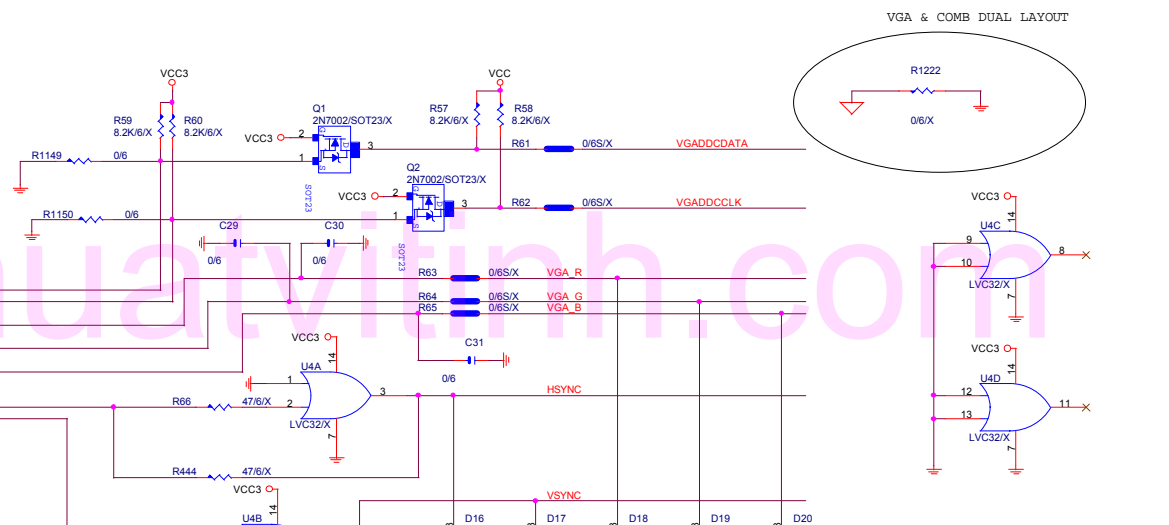 VGA & COMB DUAL LAYOUT
R1222
0/6/X
VCC3
VCC
R59
8.2K/6/X
R60
8.2K/6/X
Q1
2N7002/SOT23/X
R57
8.2K/6/X
R58
8.2K/6/X
VCC3
2
G
D
S
3
1
R61
0/6S/X
VGADDCDATA
R1149
0/6
SOT23
Q2
2N7002/SOT23/X
VCC3
2
G
D
S
3
1
R62
0/6S/X
VGADDCCLK
R1150
0/6
SOT23
C29
0/6
C30
0/6
R63
0/6S/X
VGA_R
R64
0/6S/X
VGA_G
R65
0/6S/X
VGA_B
C31
0/6
VCC3
14
U4A
1
2
3
LVC32/X
7
HSYNC
R66
47/6/X
R444
47/6/X
VCC3
14
U4B
VSYNC
D16
D17
D18
D19
D20
VCC3
14
U4C
9
10
8
LVC32/X
7
VCC3
14
U4D
12
13
11
LVC32/X
7
uatvitinh.com